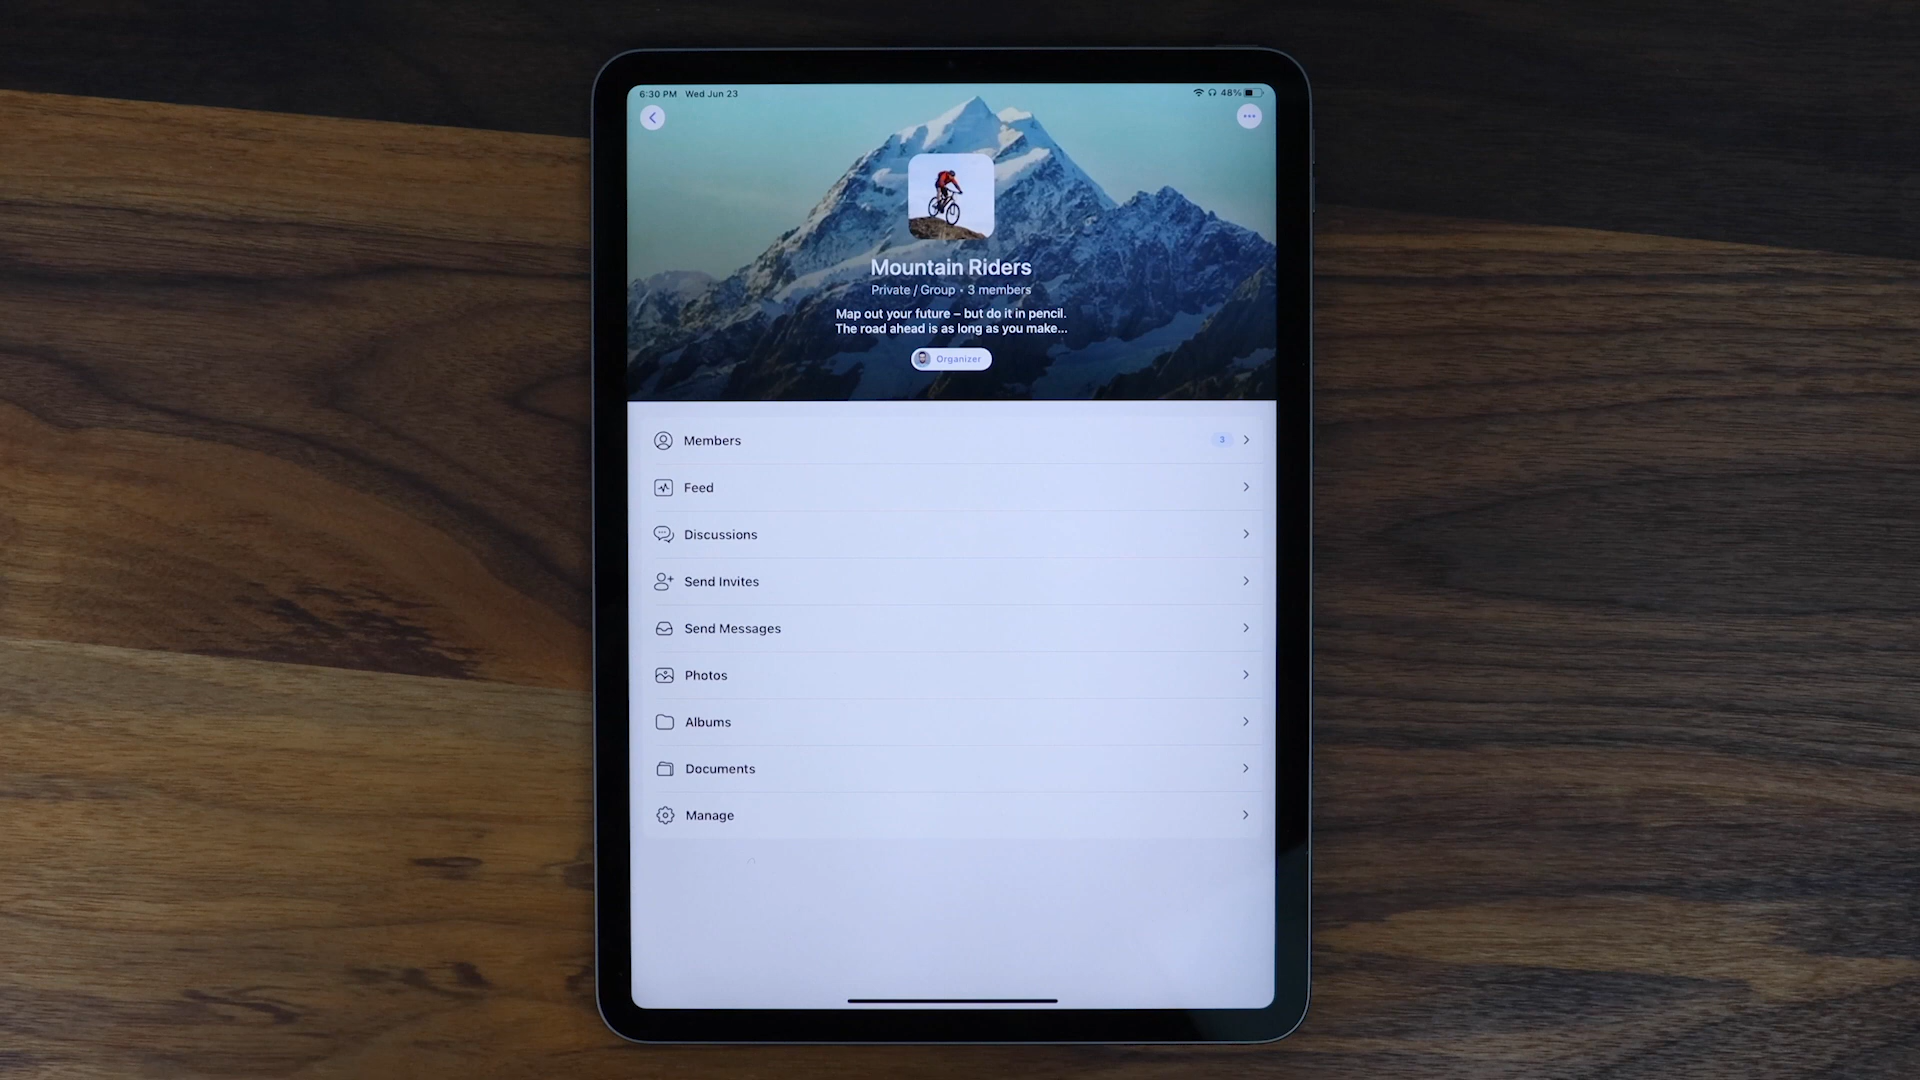 6:30 PM Wed Jun 23
48%
Mountain Riders
Private / Group • 3 members
Map out your future – but do it in pencil.
The road ahead is as long as you make...
Organizer
Members 3
Feed
Discussions
Send Invites
Send Messages
Photos
Albums
Documents
Manage